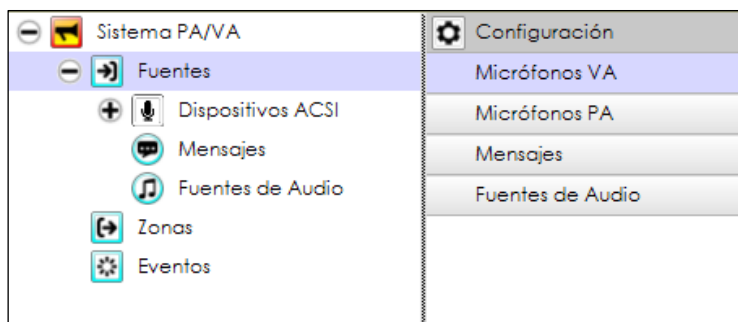 Sistema PA/VA
Fuentes
Dispositivos ACSI
Mensajes
Fuentes de Audio
Zonas
Eventos
Configuración
Micrófonos VA
Micrófonos PA
Mensajes
Fuentes de Audio